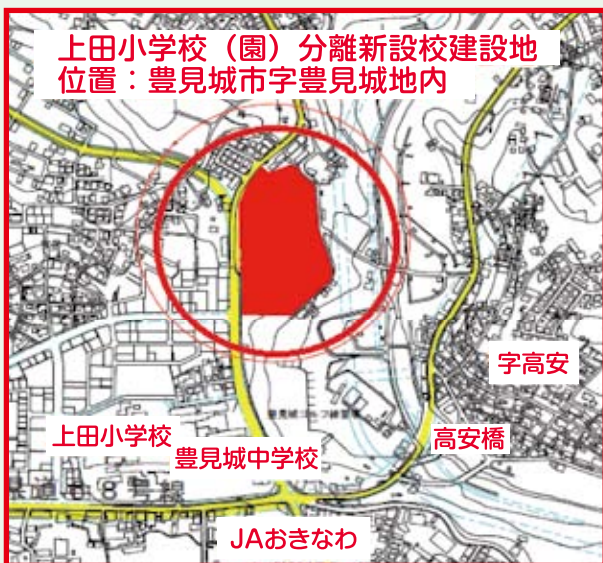 上田小学校（園）分離新設校建設地
位置：豊見城市字豊見城地内
字高安
上田小学校
豊見城中学校
高安橋
JAおきなわ